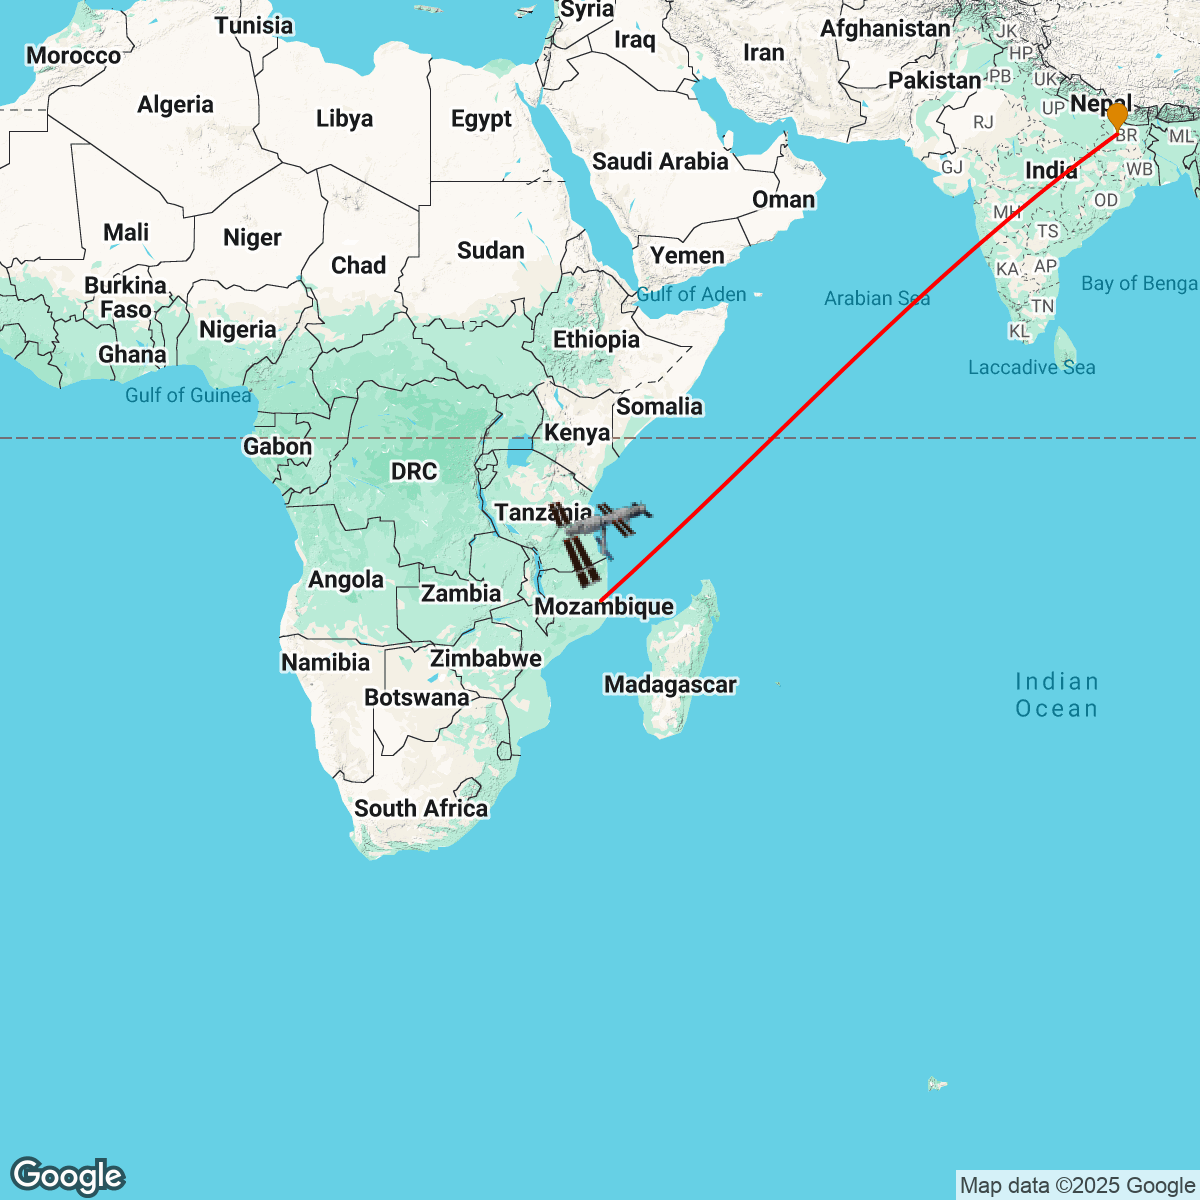 Syria
Tunisia
Afghanistan
JK
Iraq
Iran
HP
Morocco
Pakistan
PB
UK
Algeria
Nepal
UP
Libya
Egypt
RJ
BR
ML
Saudi Arabia
GJ
India
WB
Oman
OD
MH
Mali
Niger
TS
Sudan
Yemen
Chad
KA
AP
Burkina
Faso
Gulf of Aden
Arabian Sea
Bay of Benga
TN
Nigeria
KL
Ghana
Ethiopia
Laccadive Sea
Gulf of Guinea
Somalia
Kenya
Gabon
DRC
Tanzania
Angola
Zambia
Mozambique
Namibia
Zimbabwe
Madagascar
Botswana
Indian
Ocean
South Africa
Google
Map data ©2025 Google